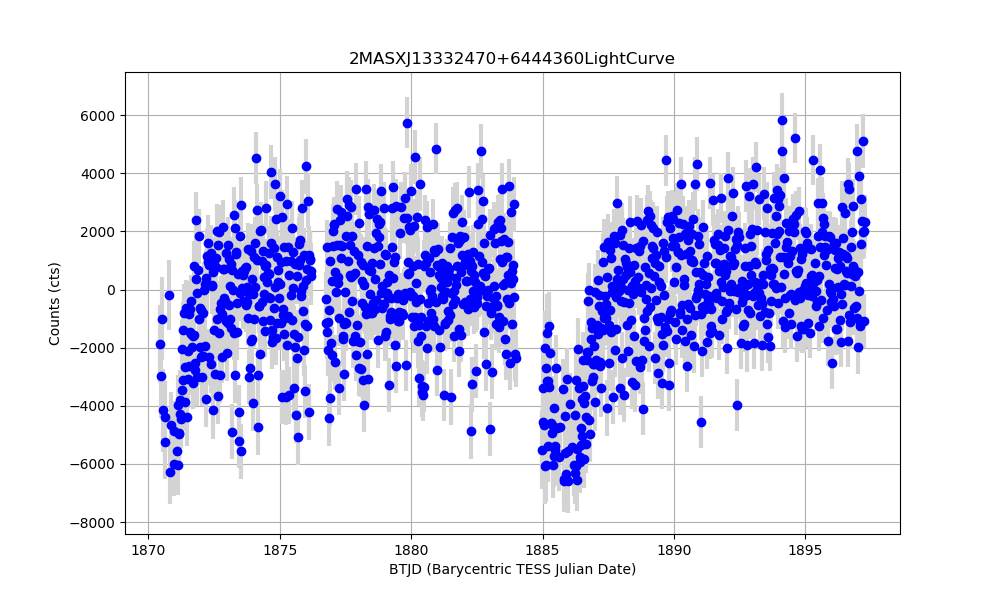 2MASXJ13332470+6444360LightCurve
6000
4000
2000
0
−2000
−4000
−6000
−8000
Counts (cts)
1870 1875 1880 1885 1890 1895
BTJD (Barycentric TESS Julian Date)